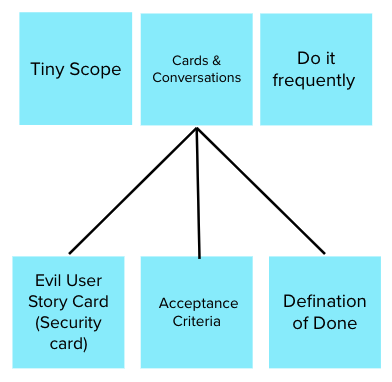 Tiny Scope
Cards &
Conversations
Do it
frequently
Evil User
Story Card
(Security
card)
Acceptance
Criteria
Defination
of Done